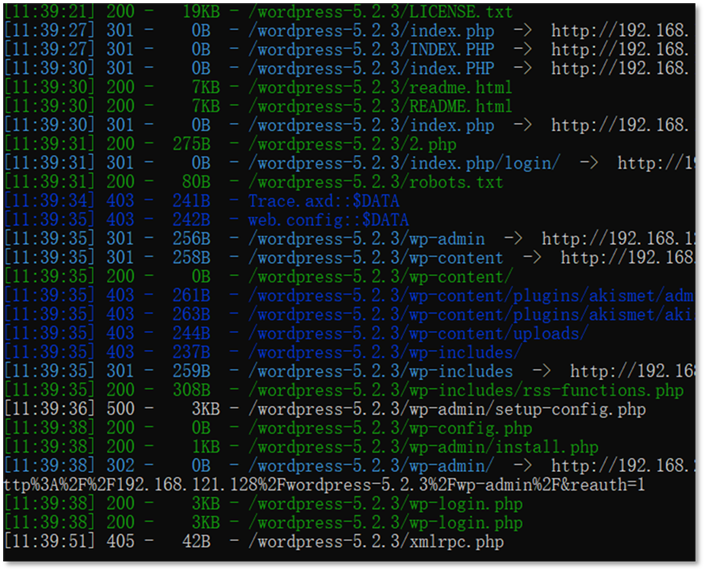 [11:39:21] 200 -   19KB - /wordpress-5.2.3/LICENSE.txt
[11:39:27] 301 -    0B  - /wordpress-5.2.3/index.php  ->  http://192.168.
[11:39:27] 301 -    0B  - /wordpress-5.2.3/INDEX.PHP  ->  http://192.168.
[11:39:30] 301 -    0B  - /wordpress-5.2.3/index.PHP  ->  http://192.168.
[11:39:30] 200 -    7KB - /wordpress-5.2.3/readme.html
[11:39:30] 200 -    7KB - /wordpress-5.2.3/README.html
[11:39:30] 301 -    0B  - /wordpress-5.2.3/index.php  ->  http://192.168.
[11:39:31] 200 -  275B  - /wordpress-5.2.3/2.php
[11:39:31] 301 -    0B  - /wordpress-5.2.3/index.php/login/  ->  http://19
[11:39:31] 200 -   80B  - /wordpress-5.2.3/robots.txt
[11:39:34] 403 -  241B  - Trace.axd::$DATA
[11:39:35] 403 -  242B  - web.config::$DATA
[11:39:35] 301 -  256B  - /wordpress-5.2.3/wp-admin  ->  http://192.168.12
[11:39:35] 301 -  258B  - /wordpress-5.2.3/wp-content  ->  http://192.168.
[11:39:35] 200 -    0B  - /wordpress-5.2.3/wp-content/
[11:39:35] 403 -  261B  - /wordpress-5.2.3/wp-content/plugins/akismet/adm
[11:39:35] 403 -  263B  - /wordpress-5.2.3/wp-content/plugins/akismet/aki
[11:39:35] 403 -  244B  - /wordpress-5.2.3/wp-content/uploads/
[11:39:35] 403 -  237B  - /wordpress-5.2.3/wp-includes/
[11:39:35] 301 -  259B  - /wordpress-5.2.3/wp-includes  ->  http://192.168
[11:39:35] 200 -  308B  - /wordpress-5.2.3/wp-includes/rss-functions.php
[11:39:36] 500 -    3KB - /wordpress-5.2.3/wp-admin/setup-config.php
[11:39:38] 200 -    0B  - /wordpress-5.2.3/wp-config.php
[11:39:38] 200 -    1KB - /wordpress-5.2.3/wp-admin/install.php
[11:39:38] 302 -    0B  - /wordpress-5.2.3/wp-admin/  ->  http://192.168.
ttp%3A%2F%2F192.168.121.128%2Fwordpress-5.2.3%2Fwp-admin%2F&reauth=1
[11:39:38] 200 -    3KB - /wordpress-5.2.3/wp-login.php
[11:39:38] 200 -    3KB - /wordpress-5.2.3/wp-login.php
[11:39:51] 405 -   42B  - /wordpress-5.2.3/xmlrpc.php